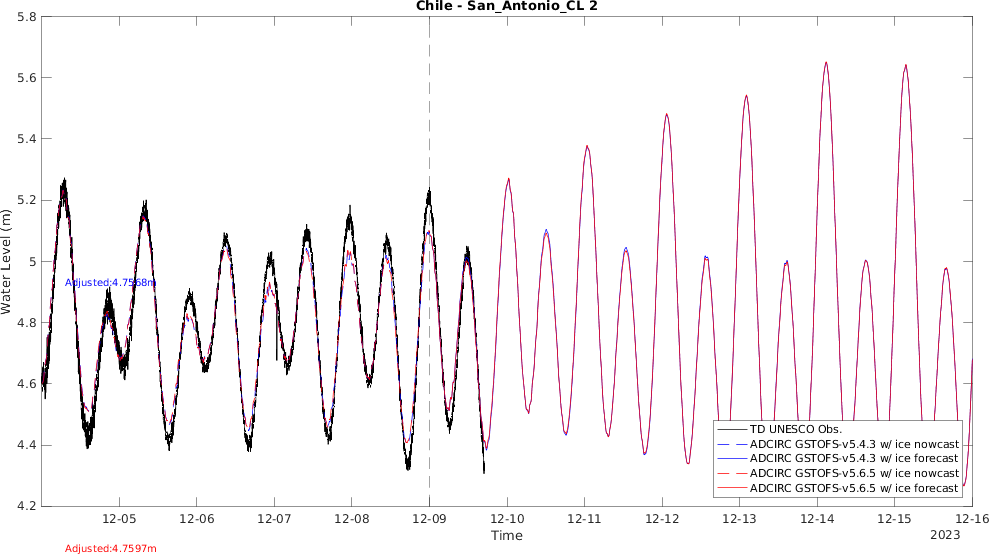 Chile - San_Antonio_CL 2
5.8
5.6
5.4
5.2
5
4.8
4.6
4.4
4.2
Water Level (m)
Adjusted:4.7568m
TD UNESCO Obs.
ADCIRC GSTOFS-v5.4.3 w/ ice nowcast
ADCIRC GSTOFS-v5.4.3 w/ ice forecast
ADCIRC GSTOFS-v5.6.5 w/ ice nowcast
ADCIRC GSTOFS-v5.6.5 w/ ice forecast
12-05 12-06 12-07 12-08 12-09 12-10 12-11 12-12 12-13 12-14 12-15 12-16
Time
2023
Adjusted:4.7597m